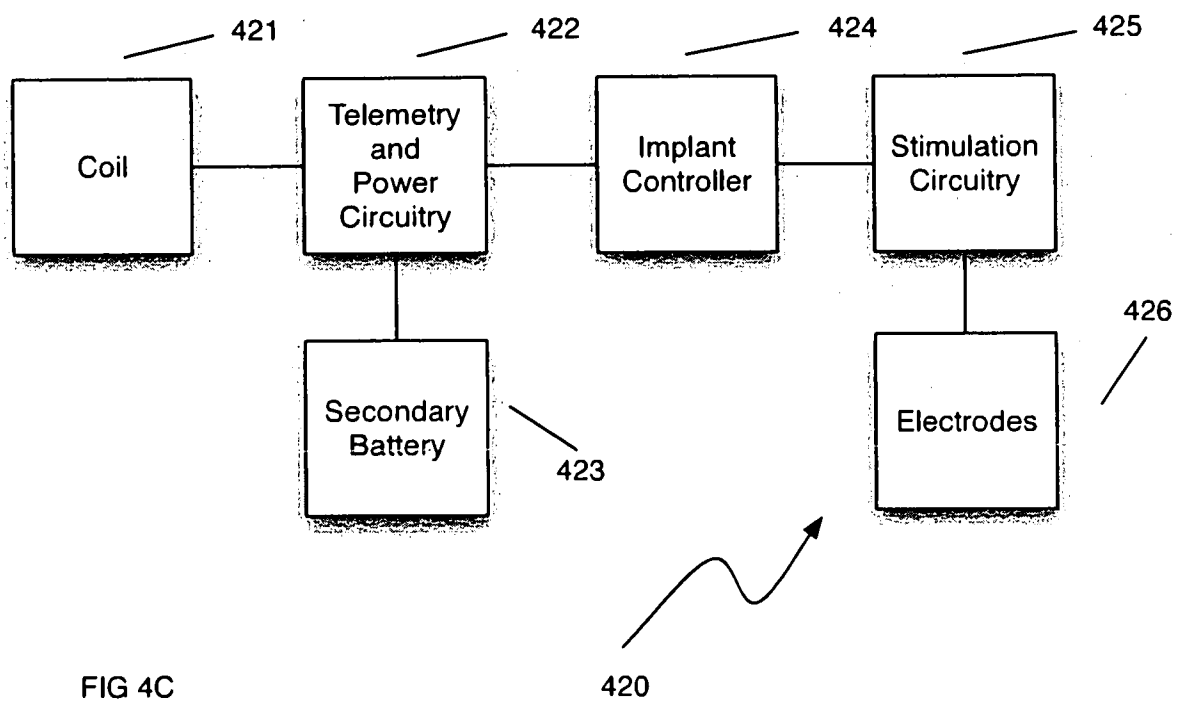 421
422
424
425
Coil
Telemetry
and
Power
Circuitry
Implant
Controller
Stimulation
Circuitry
426
Secondary
Battery
423
Electrodes
FIG 4C
420